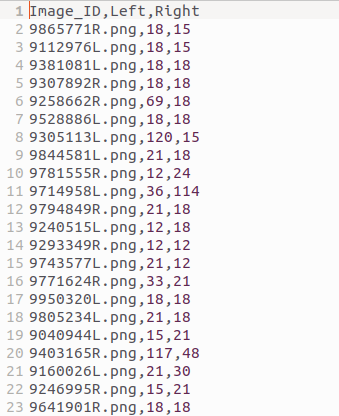 1 Image_ID,Left,Right
2 9865771R.png,18,15
3 9112976L.png,18,15
4 9381081L.png,18,18
5 9307892R.png,18,18
6 9258662R.png,69,18
7 9528886L.png,18,18
8 9305113L.png,120,15
9 9844581L.png,21,18
10 9781555R.png,12,24
11 9714958L.png,36,114
12 9794849R.png,21,18
13 9240515L.png,12,18
14 9293349R.png,12,12
15 9743577L.png,21,12
16 9771624R.png,33,21
17 9950320L.png,18,18
18 9805234L.png,21,18
19 9040944L.png,15,21
20 9403165R.png,117,48
21 9160026L.png,21,30
22 9246995R.png,15,21
23 9641901R.png,18,18